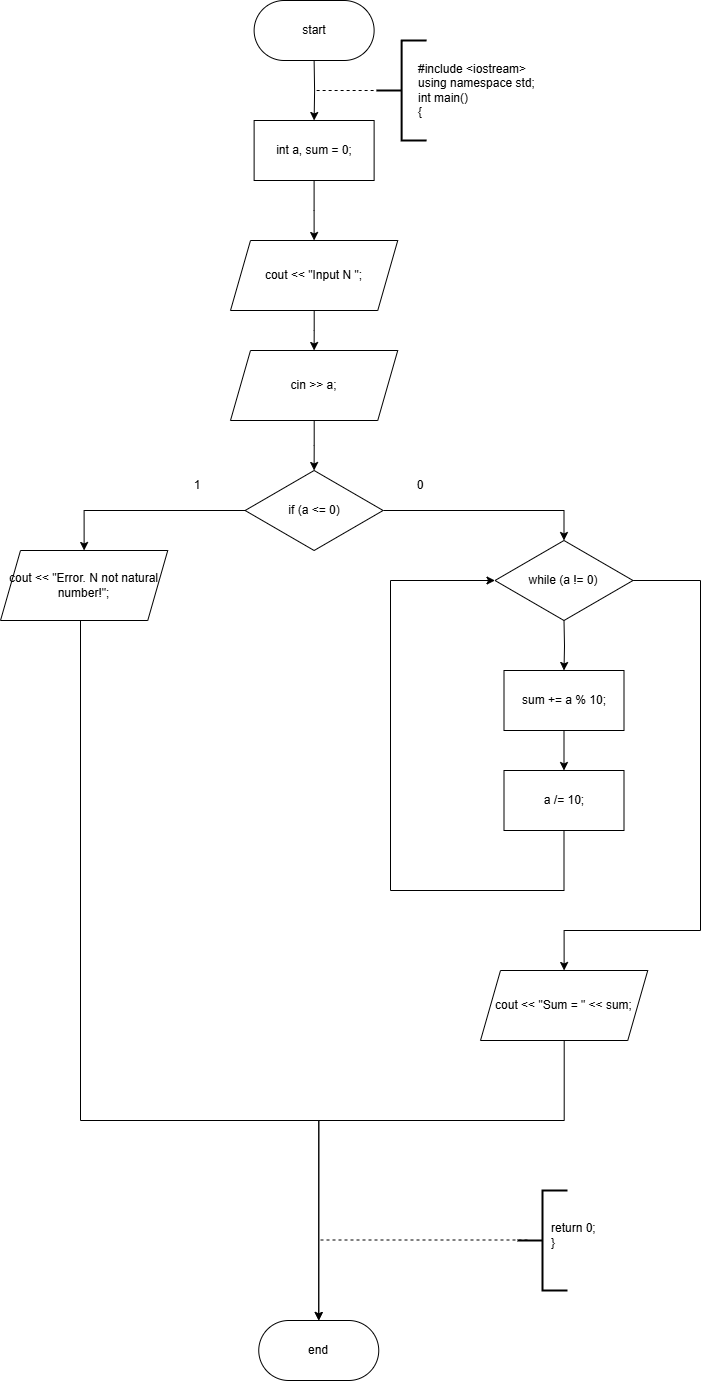 start
#include <iostream>
using namespace std;
int main()
{
int a, sum = 0;
cout << "Input N ";
cin >> a;
1
0
if (a <= 0)
cout << "Error. N not natural
number!";
while (a != 0)
sum += a % 10;
a /= 10;
cout << "Sum = " << sum;
return 0;
}
end